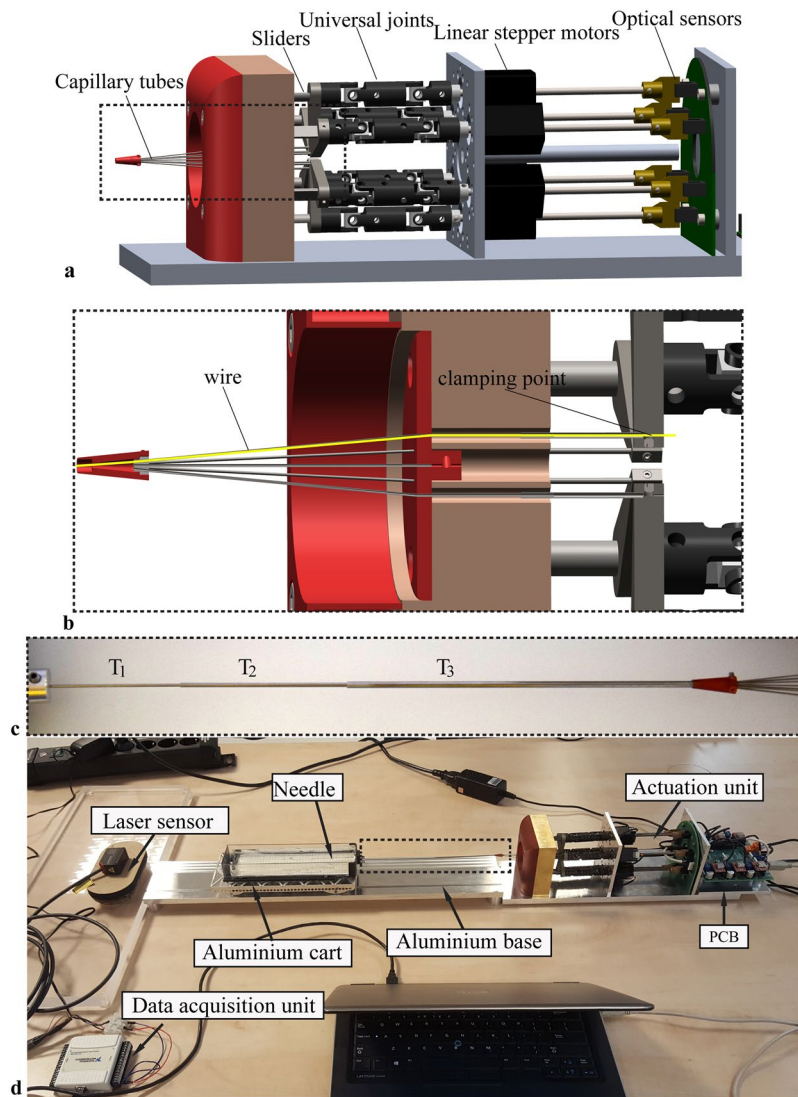 a
Universal joints
Optical sensors
Sliders
Linear stepper motors
Capillary tubes
wire
clamping point
b
T1
T2
T3
c
Needle
Actuation unit
Laser sensor
PCB
Aluminium cart
Aluminium base
Data acquisition unit
d